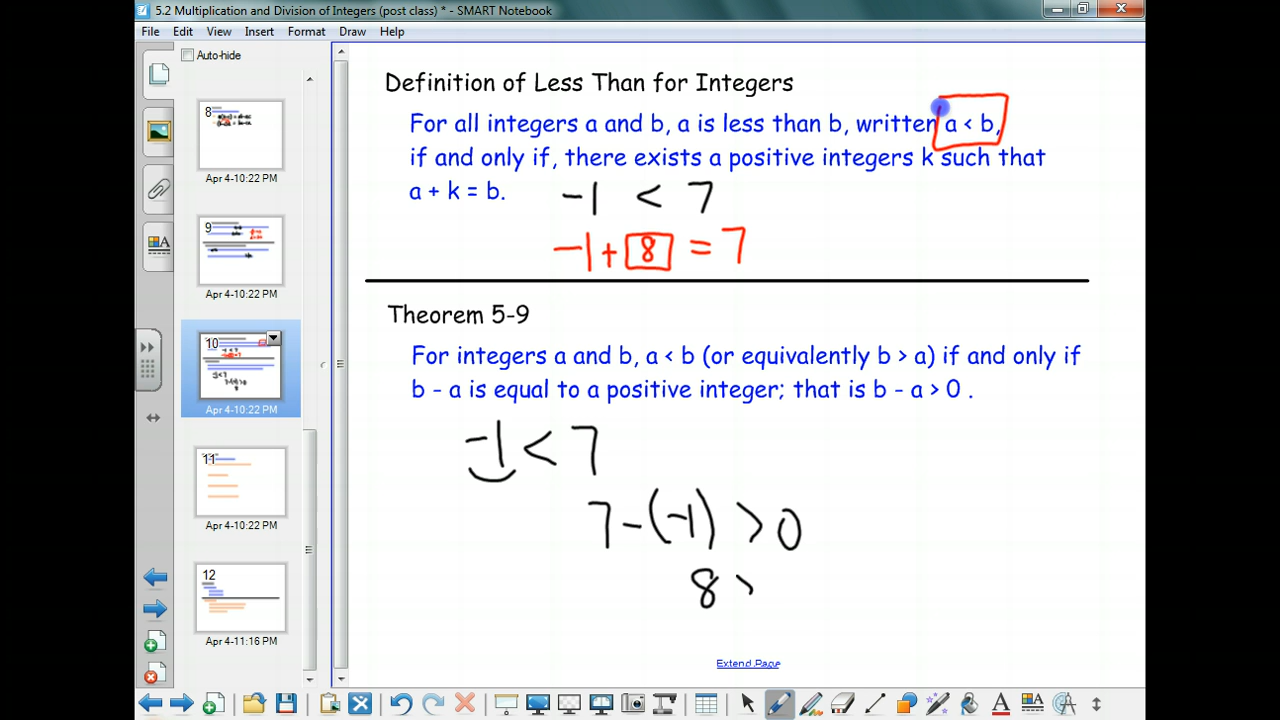 5.2 Multiplication and Division of Integers (post class) * - SMART Notebook
File Edit View Insert Format Draw Help
Auto-hide
8
Apr 4-10:22 PM
9
Apr 4-10:22 PM
10
Apr 4-10:22 PM
11
Apr 4-10:22 PM
12
Apr 4-11:16 PM
Definition of Less Than for Integers
For all integers a and b, a is less than b, written a < b,
if and only if, there exists a positive integers k such that
a + k = b.
-1 < 7
-1 + 8 = 7
Theorem 5-9
For integers a and b, a < b (or equivalently b > a) if and only if
b - a is equal to a positive integer; that is b - a > 0 .
-1 < 7
7 - (-1) > 0
8 >
Extend Page